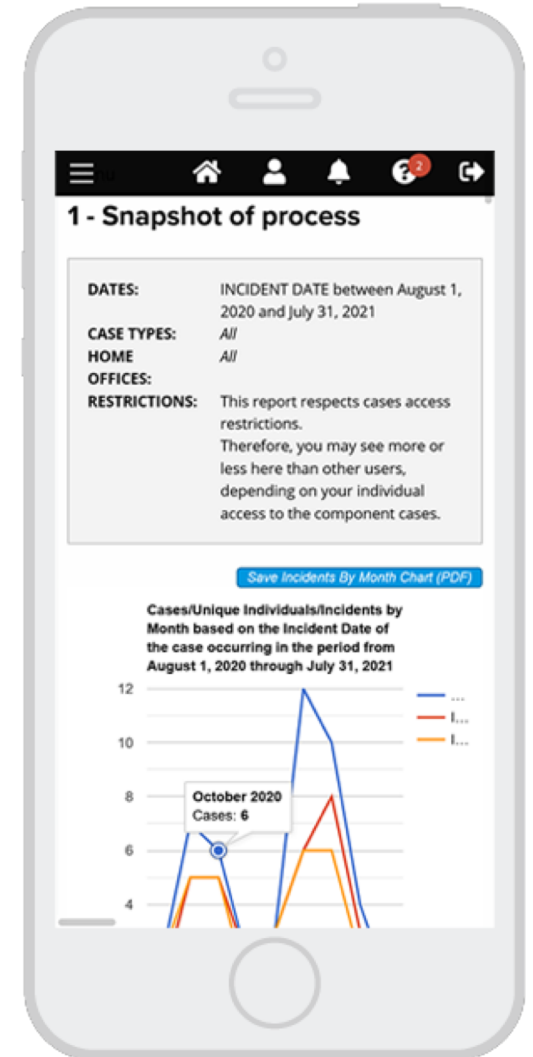 2
1 - Snapshot of process
DATES: INCIDENT DATE between August 1,
2020 and July 31, 2021
CASE TYPES: All
HOME All
OFFICES:
RESTRICTIONS: This report respects cases access
restrictions.
Therefore, you may see more or
less here than other users,
depending on your individual
access to the component cases.
Save Incidents By Month Chart (PDF)
Cases/Unique Individuals/Incidents by
Month based on the Incident Date of
the case occurring in the period from
August 1, 2020 through July 31, 2021
12
...
I...
10
I...
8
October 2020
Cases: 6
6
4